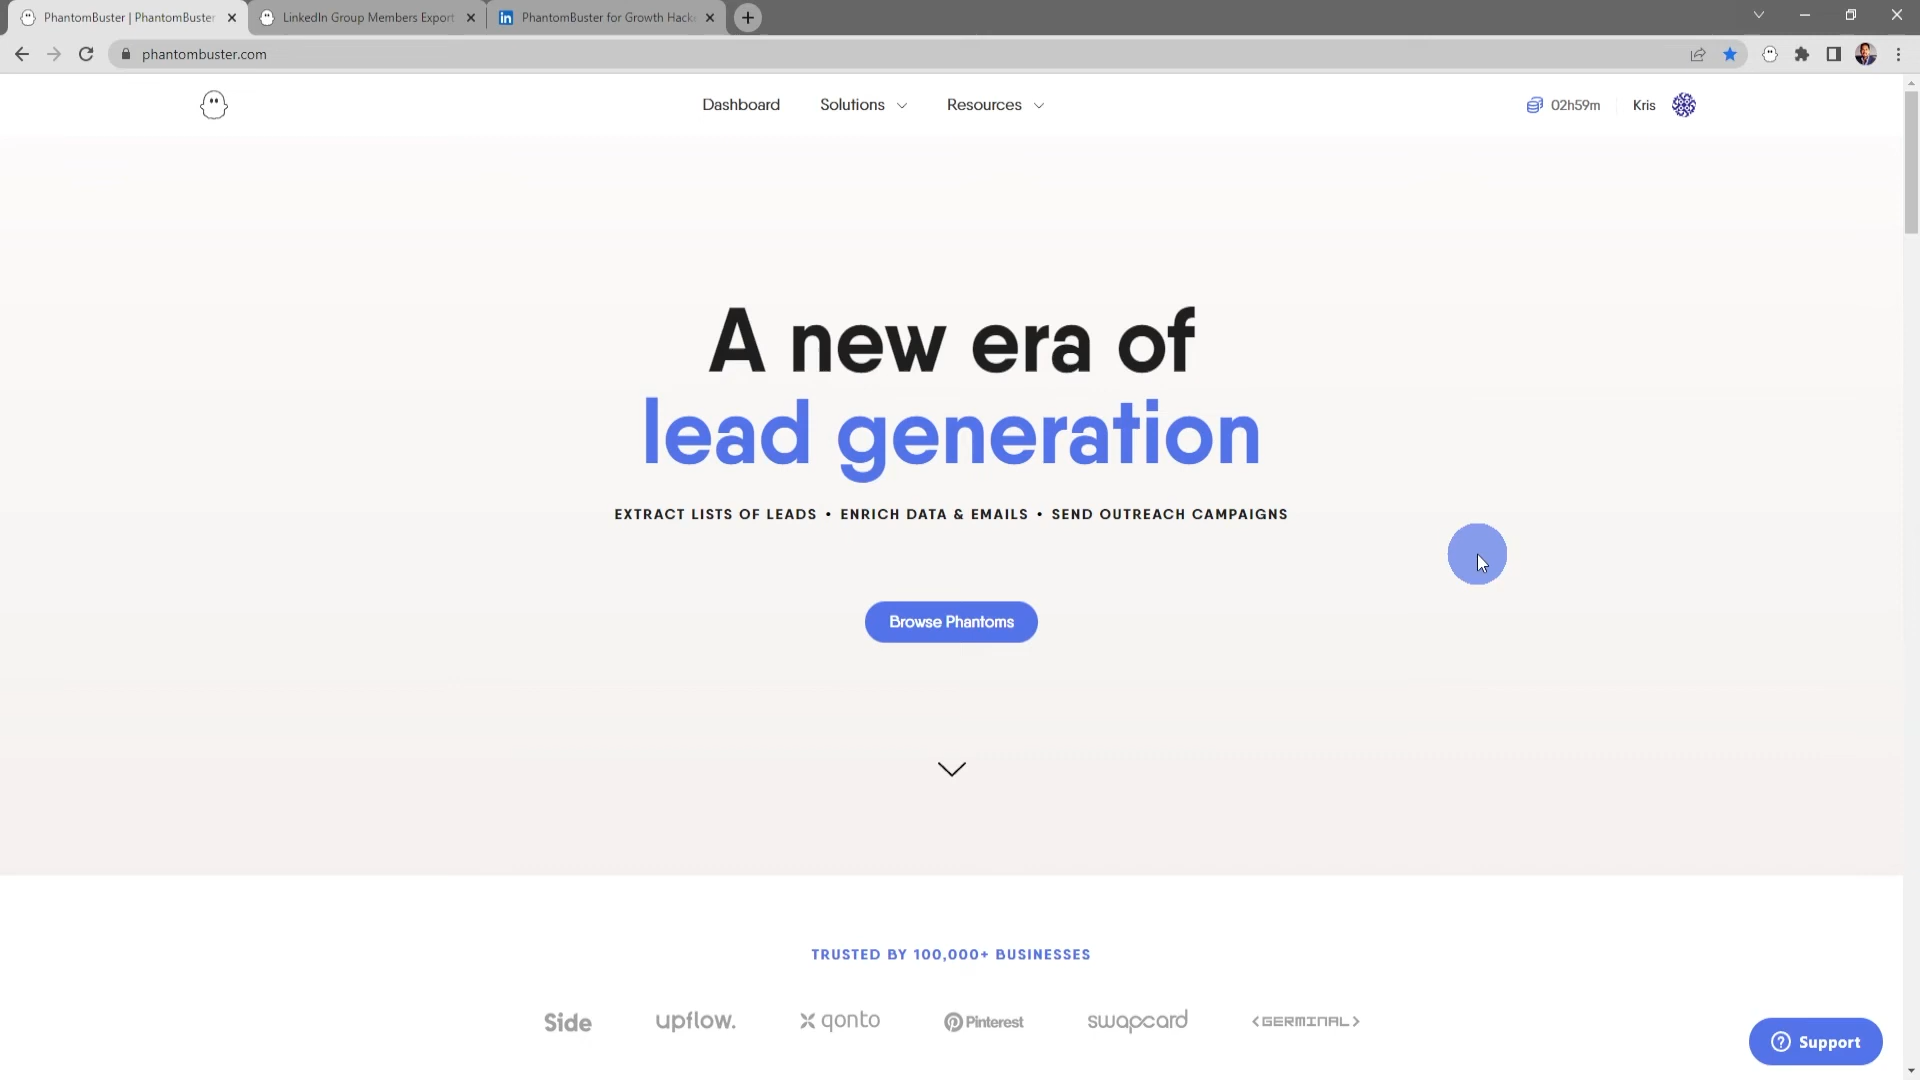 PhantomBuster | PhantomBuster
LinkedIn Group Members Export
in PhantomBuster for Growth Hack
phantombuster.com
Dashboard
Solutions
Resources
02h59m
Kris
A new era of
lead generation
EXTRACT LISTS OF LEADS • ENRICH DATA & EMAILS • SEND OUTREACH CAMPAIGNS
Browse Phantoms
TRUSTED BY 100,000+ BUSINESSES
Side
upflow.
qonto
Pinterest
swapcard
<GERMINAL>
Support